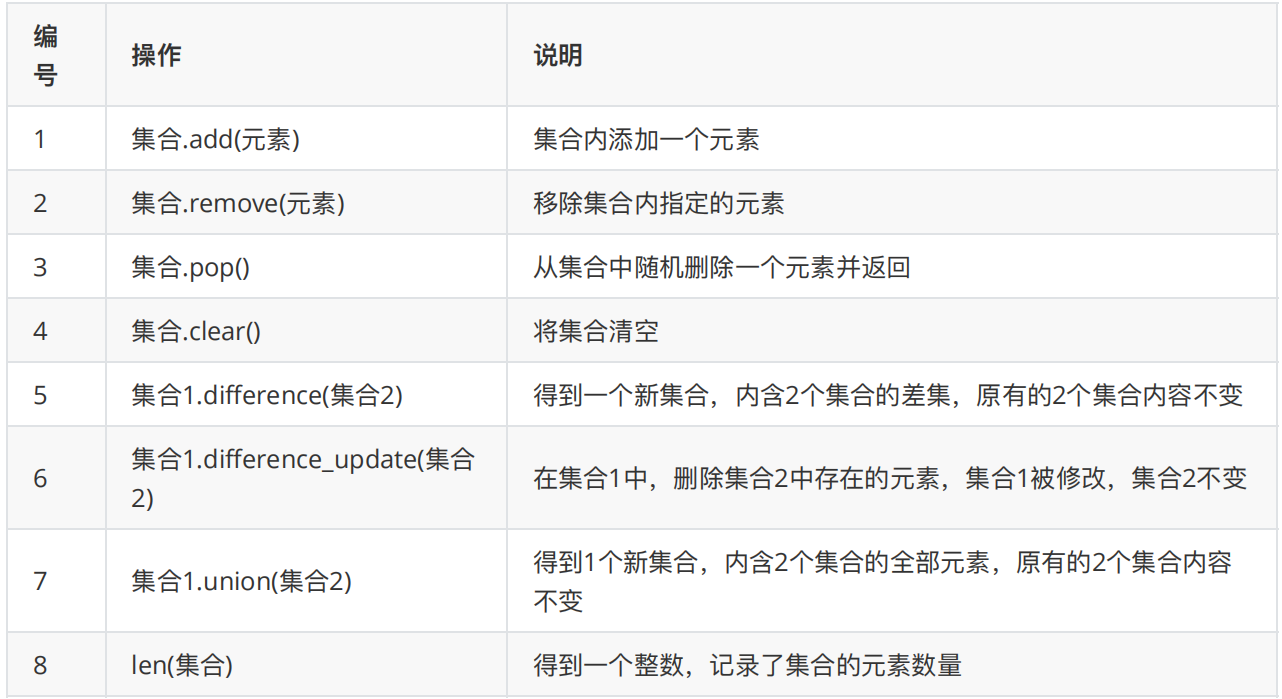 编
号
操作
说明
1
集合.add(元素)
集合内添加一个元素
2
集合.remove(元素)
移除集合内指定的元素
3
集合.pop()
从集合中随机删除一个元素并返回
4
集合.clear()
将集合清空
5
集合1.difference(集合2)
得到一个新集合，内含2个集合的差集，原有的2个集合内容不变
6
集合1.difference_update(集合
2)
在集合1中，删除集合2中存在的元素，集合1被修改，集合2不变
7
集合1.union(集合2)
得到1个新集合，内含2个集合的全部元素，原有的2个集合内容
不变
8
len(集合)
得到一个整数，记录了集合的元素数量